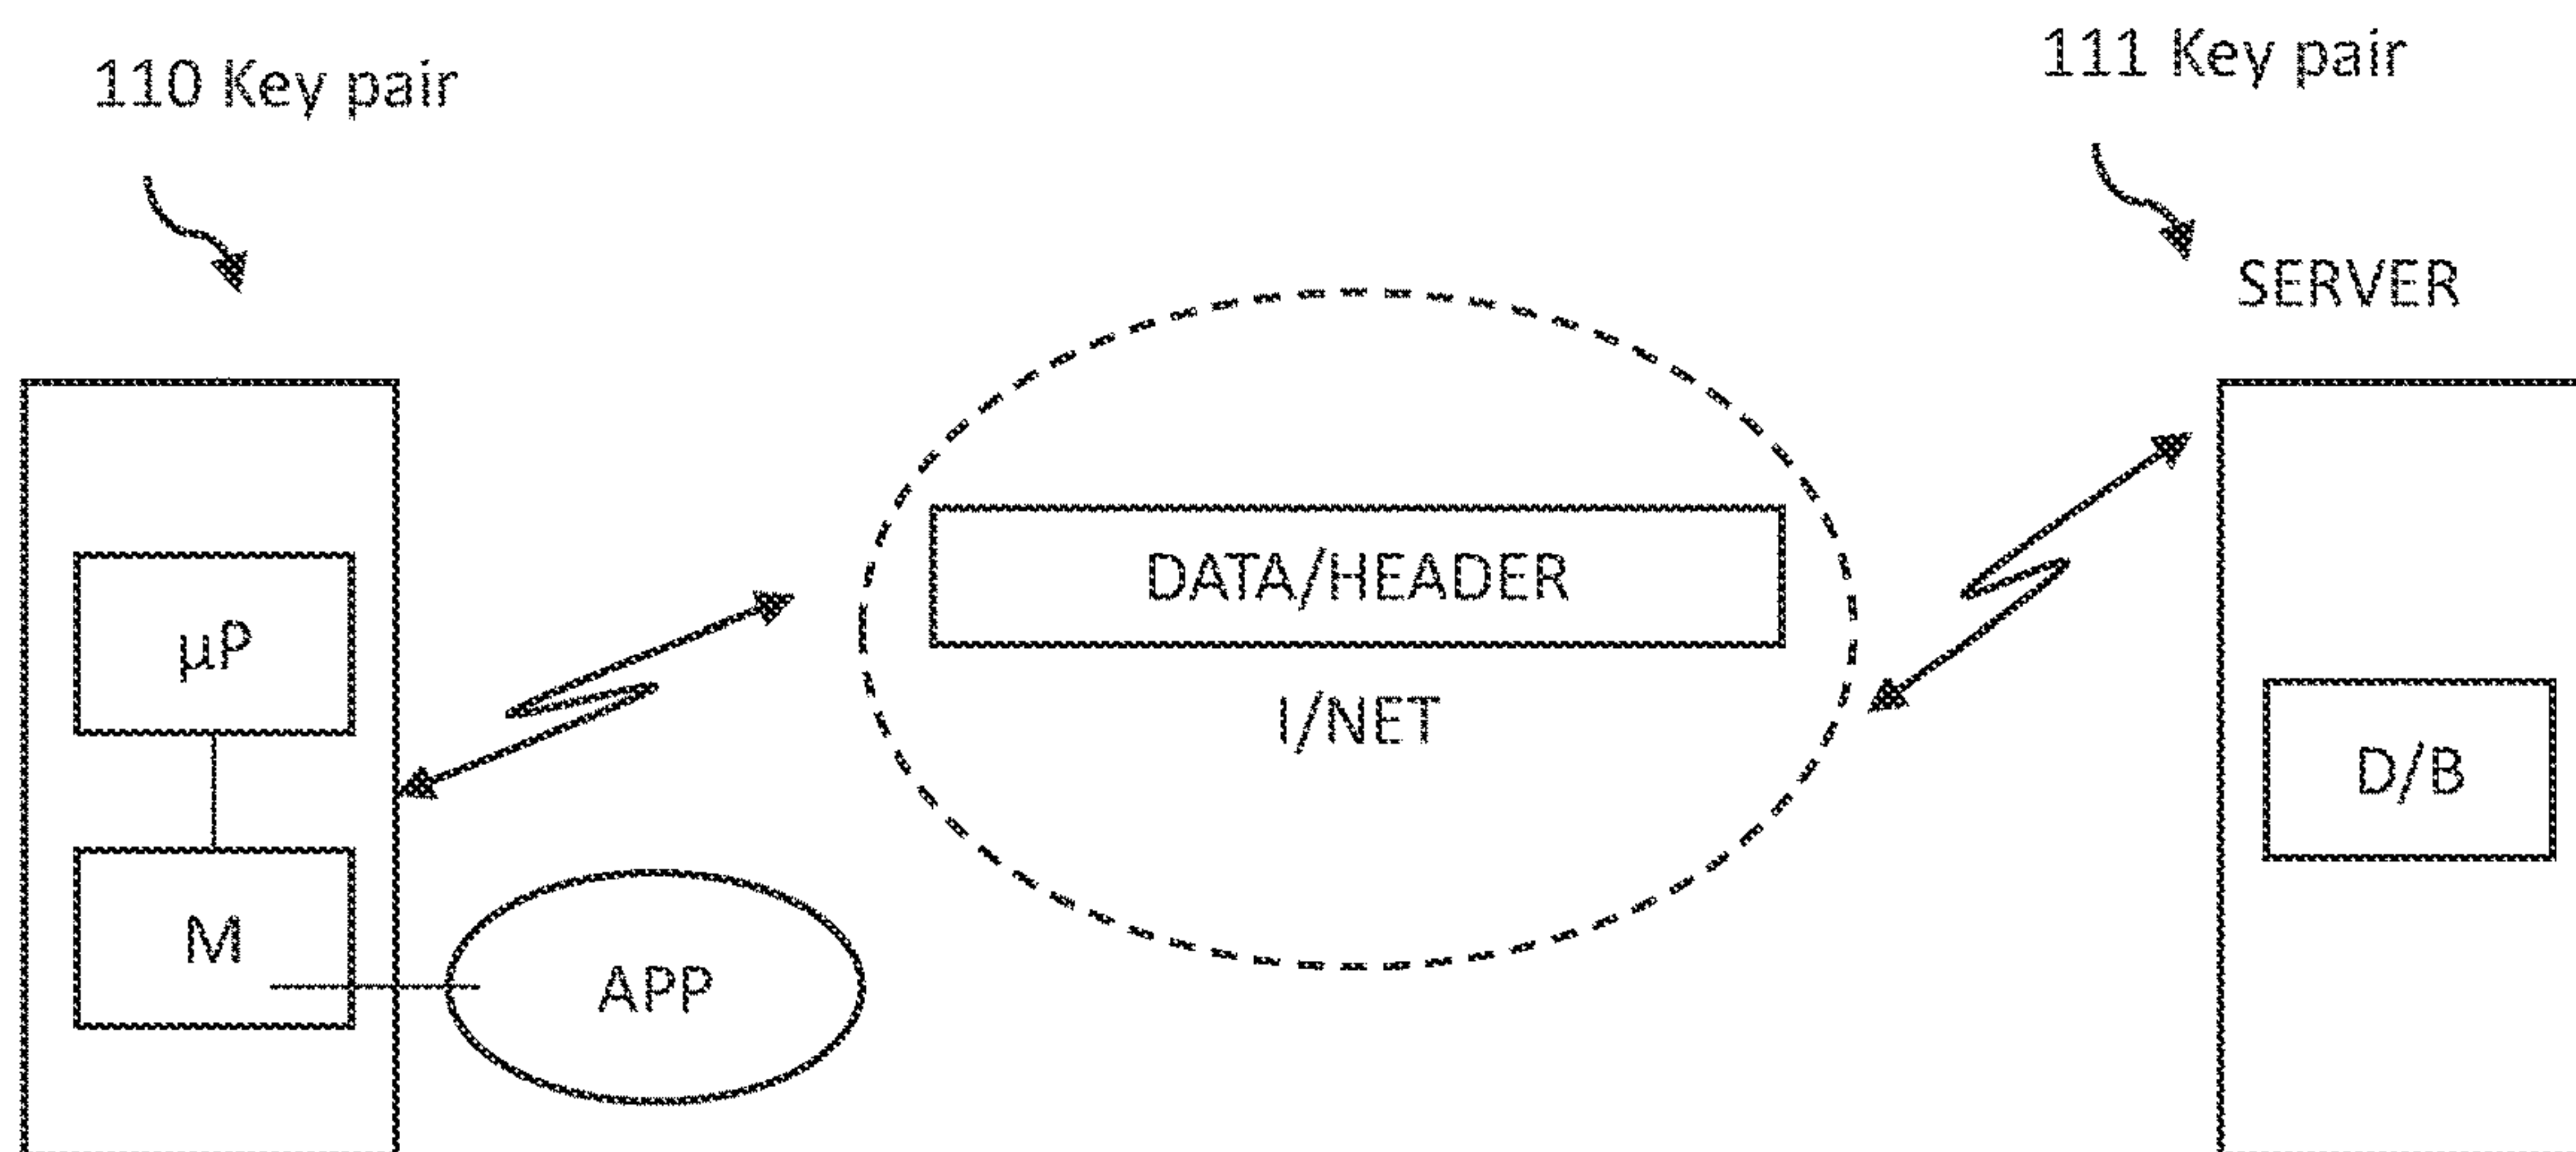 110 Key pair
111 Key pair
SERVER
DATA/HEADER
µP
I/NET
D/B
M
APP